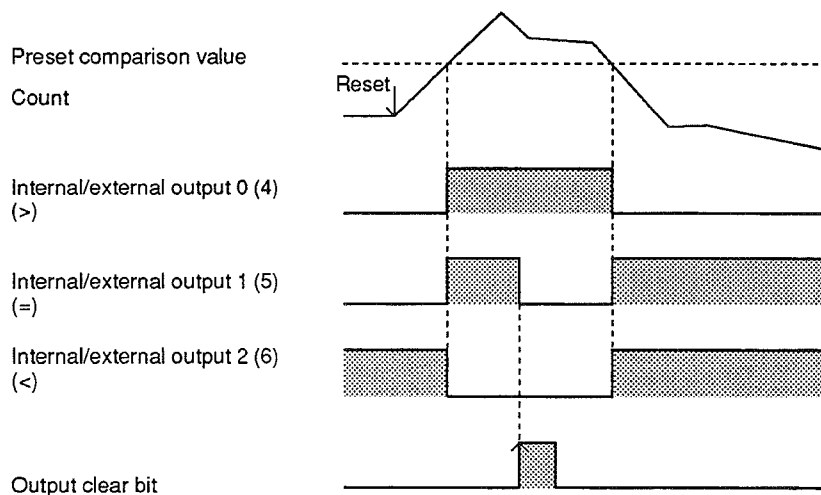 Preset comparison value
Count
Reset
Internal/external output 0 (4)
(>)
Internal/external output 1 (5)
(=)
Internal/external output 2 (6)
(<)
Output clear bit